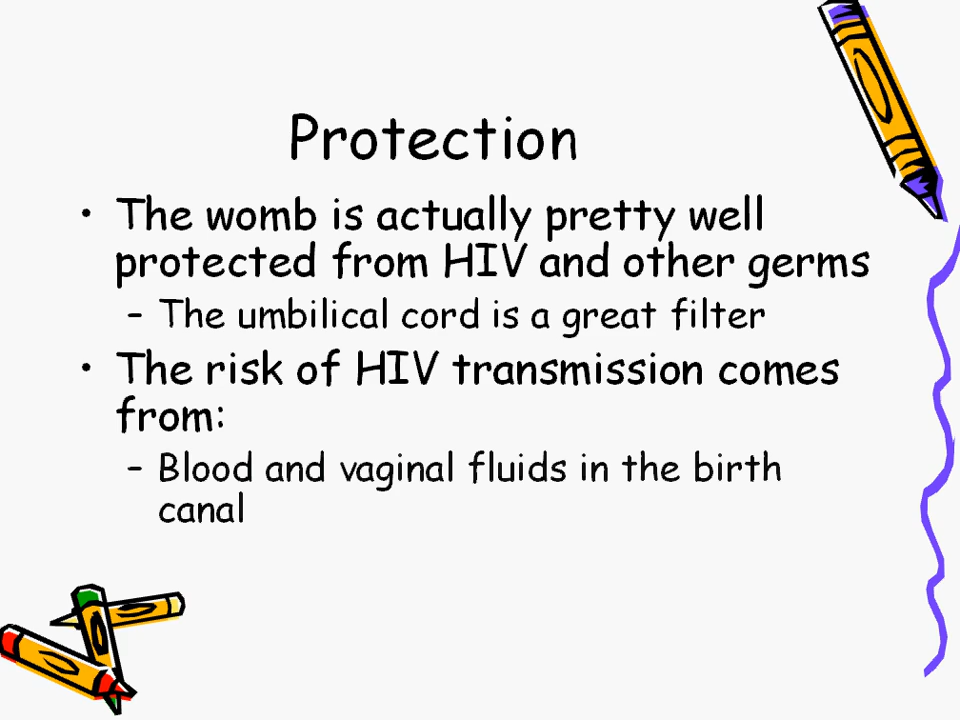 Protection
• The womb is actually pretty well
protected from HIV and other germs
– The umbilical cord is a great filter
• The risk of HIV transmission comes
from:
– Blood and vaginal fluids in the birth
canal